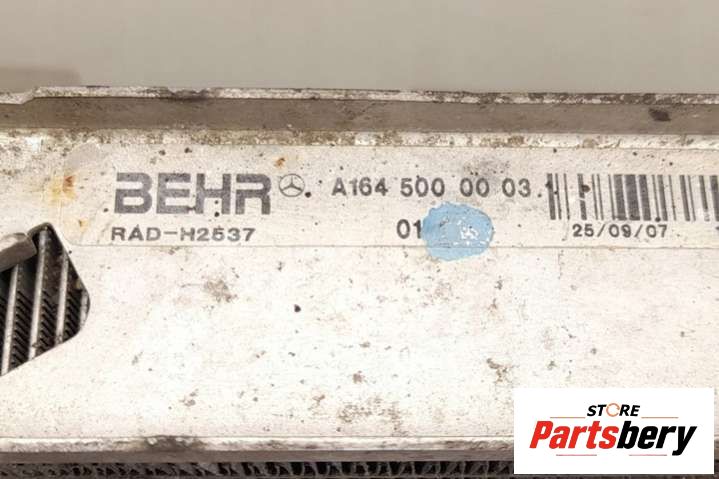 BEHR A164 500 00 03
RAD-H2537 01 25/09/07
STORE
Partsbery